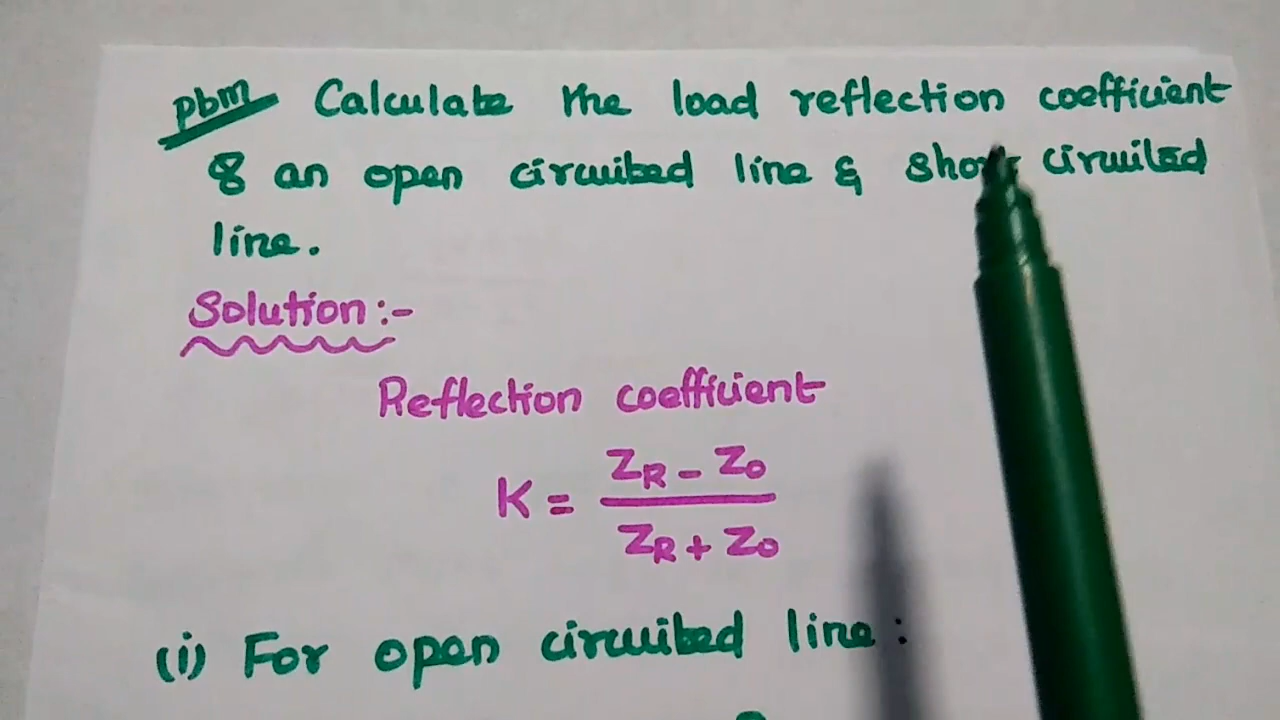 Pbm Calculate the load reflection coefficient
of an open circuited line & short circuited
line.
Solution:-
Reflection coefficient
K = (ZR - Z0) / (ZR + Z0)
(i) For open circuited line: